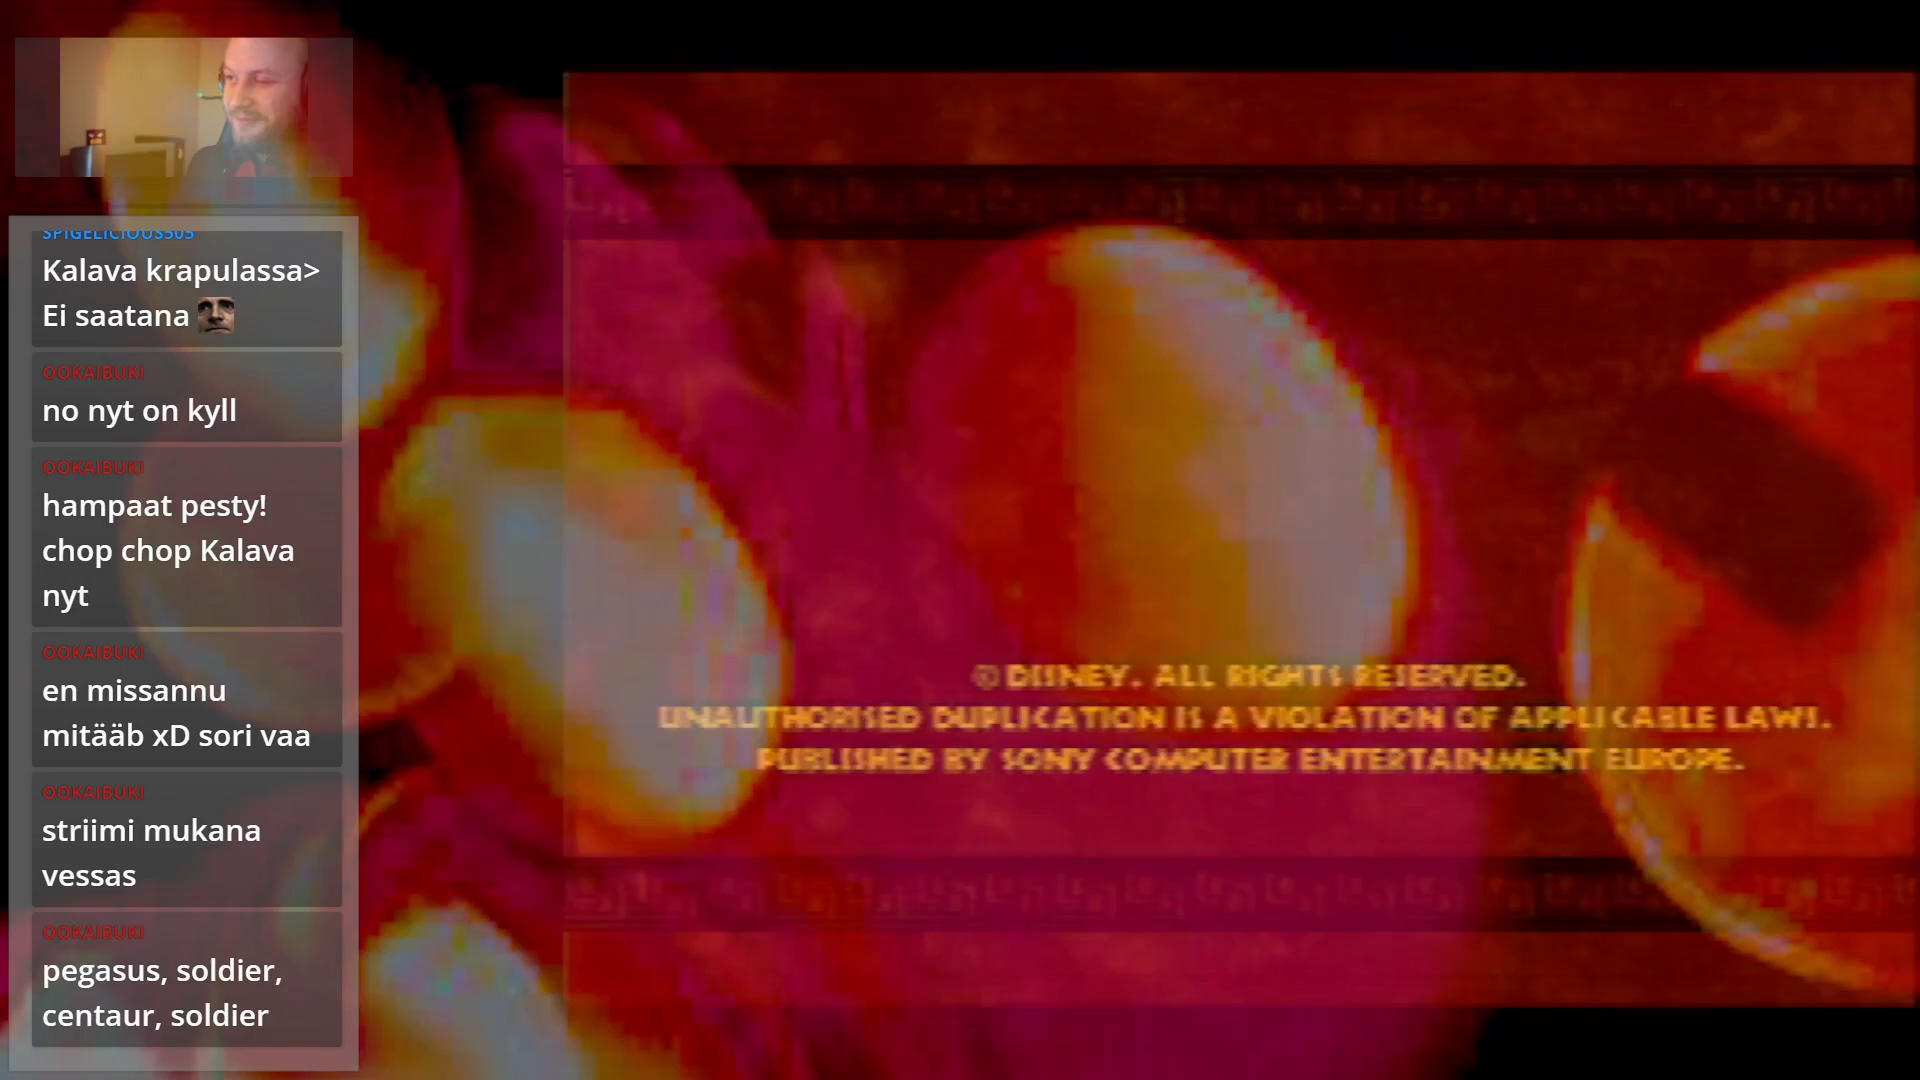 SPIGELICIOUS505
Kalava krapulassa>
Ei saatana
OOKAIBUKI
no nyt on kyll
OOKAIBUKI
hampaat pesty!
chop chop Kalava
nyt
OOKAIBUKI
en missannu
mitääb xD sori vaa
OOKAIBUKI
striimi mukana
vessas
OOKAIBUKI
pegasus, soldier,
centaur, soldier
© DISNEY. ALL RIGHTS RESERVED.
UNAUTHORISED DUPLICATION IS A VIOLATION OF APPLICABLE LAWS.
PUBLISHED BY SONY COMPUTER ENTERTAINMENT EUROPE.